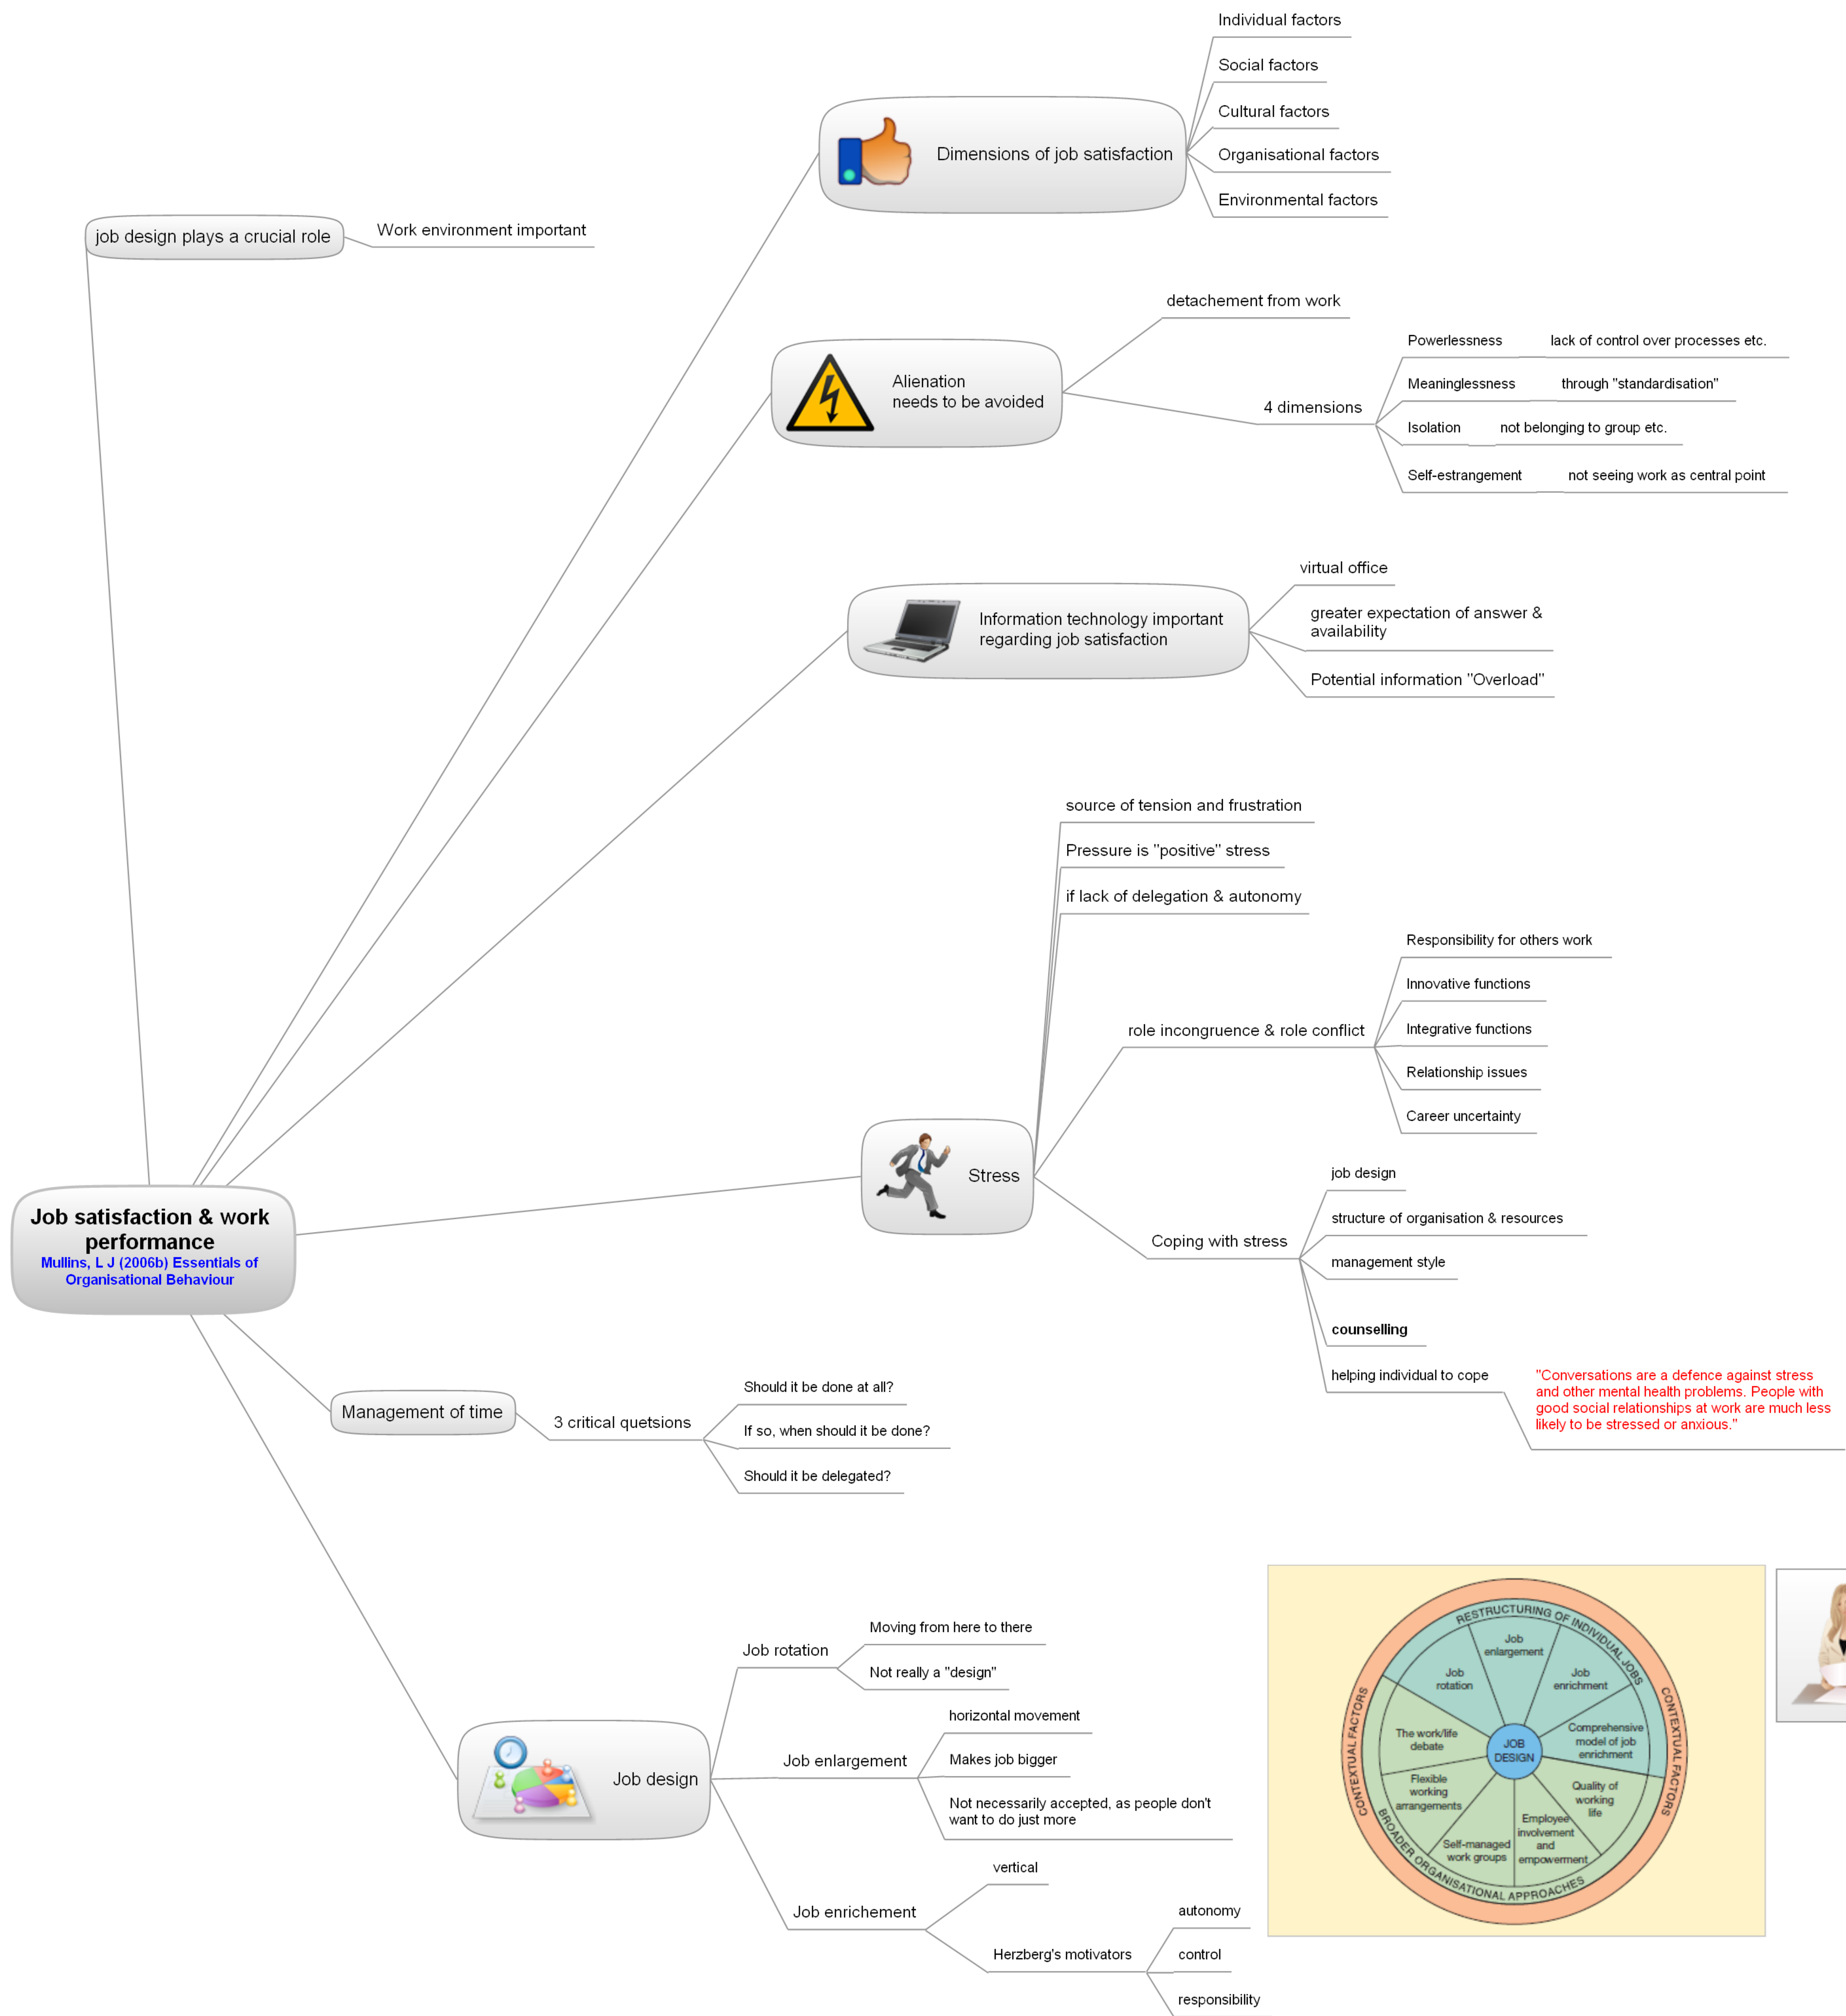 Individual factors
Social factors
Cultural factors
Dimensions of job satisfaction
Organisational factors
Environmental factors
job design plays a crucial role
Work environment important
detachement from work
Alienation
needs to be avoided
4 dimensions
Powerlessness
lack of control over processes etc.
Meaninglessness
through "standardisation"
Isolation
not belonging to group etc.
Self-estrangement
not seeing work as central point
Information technology important
regarding job satisfaction
virtual office
greater expectation of answer &
availability
Potential information "Overload"
Stress
source of tension and frustration
Pressure is "positive" stress
if lack of delegation & autonomy
role incongruence & role conflict
Responsibility for others work
Innovative functions
Integrative functions
Relationship issues
Career uncertainty
Coping with stress
job design
structure of organisation & resources
management style
counselling
helping individual to cope
"Conversations are a defence against stress
and other mental health problems. People with
good social relationships at work are much less
likely to be stressed or anxious."
Job satisfaction & work
performance
Mullins, L J (2006b) Essentials of
Organisational Behaviour
Management of time
3 critical quetsions
Should it be done at all?
If so, when should it be done?
Should it be delegated?
Job design
Job rotation
Moving from here to there
Not really a "design"
Job enlargement
horizontal movement
Makes job bigger
Not necessarily accepted, as people don't
want to do just more
Job enrichement
vertical
Herzberg's motivators
autonomy
control
responsibility
RESTRUCTURING OF INDIVIDUAL JOBS
CONTEXTUAL FACTORS
CONTEXTUAL FACTORS
BROADER ORGANISATIONAL APPROACHES
JOB
DESIGN
Job
enlargement
Job
rotation
Job
enrichment
The work/life
debate
Comprehensive
model of job
enrichment
Flexible
working
arrangements
Quality of
working
life
Self-managed
work groups
Employee
involvement
and
empowerment